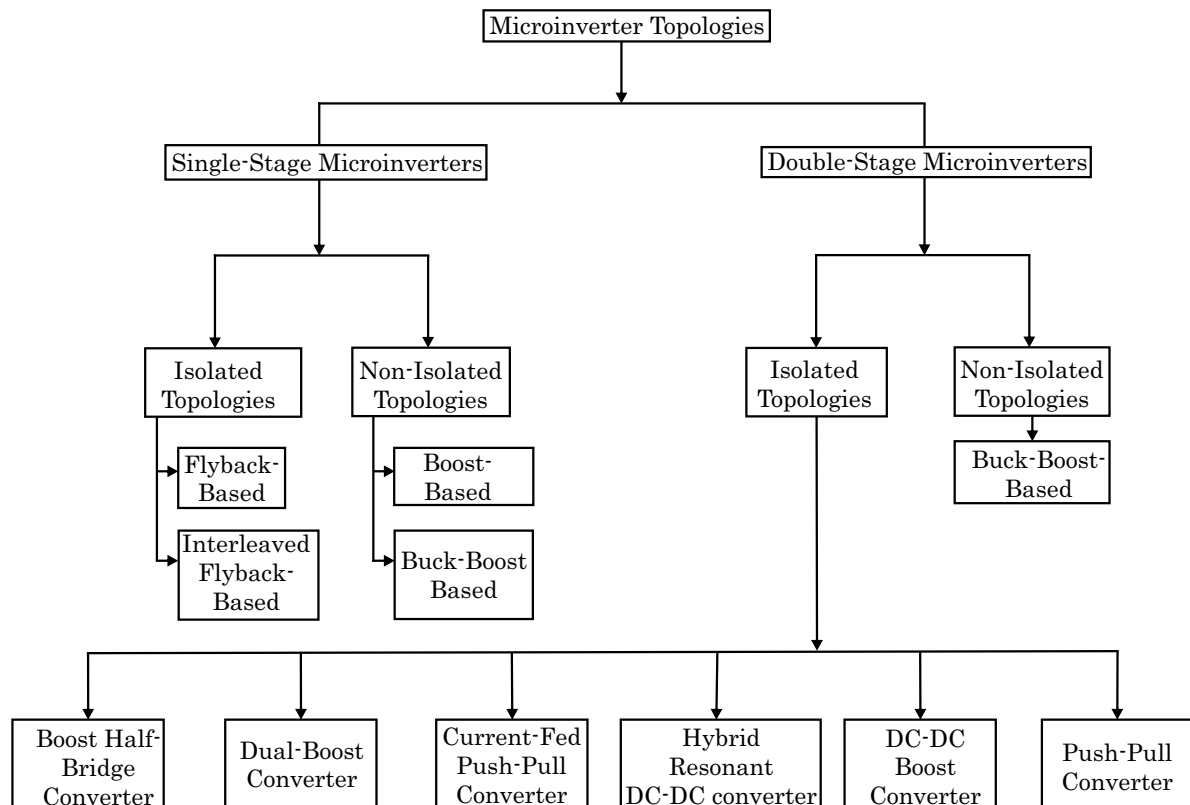 Microinverter Topologies
Single-Stage Microinverters
Double-Stage Microinverters
Isolated
Topologies
Non-Isolated
Topologies
Isolated
Topologies
Non-Isolated
Topologies
Flyback-
Based
Boost-
Based
Buck-Boost-
Based
Interleaved
Flyback-
Based
Buck-Boost
Based
Boost Half-
Bridge
Converter
Dual-Boost
Converter
Current-Fed
Push-Pull
Converter
Hybrid
Resonant
DC-DC converter
DC-DC
Boost
Converter
Push-Pull
Converter